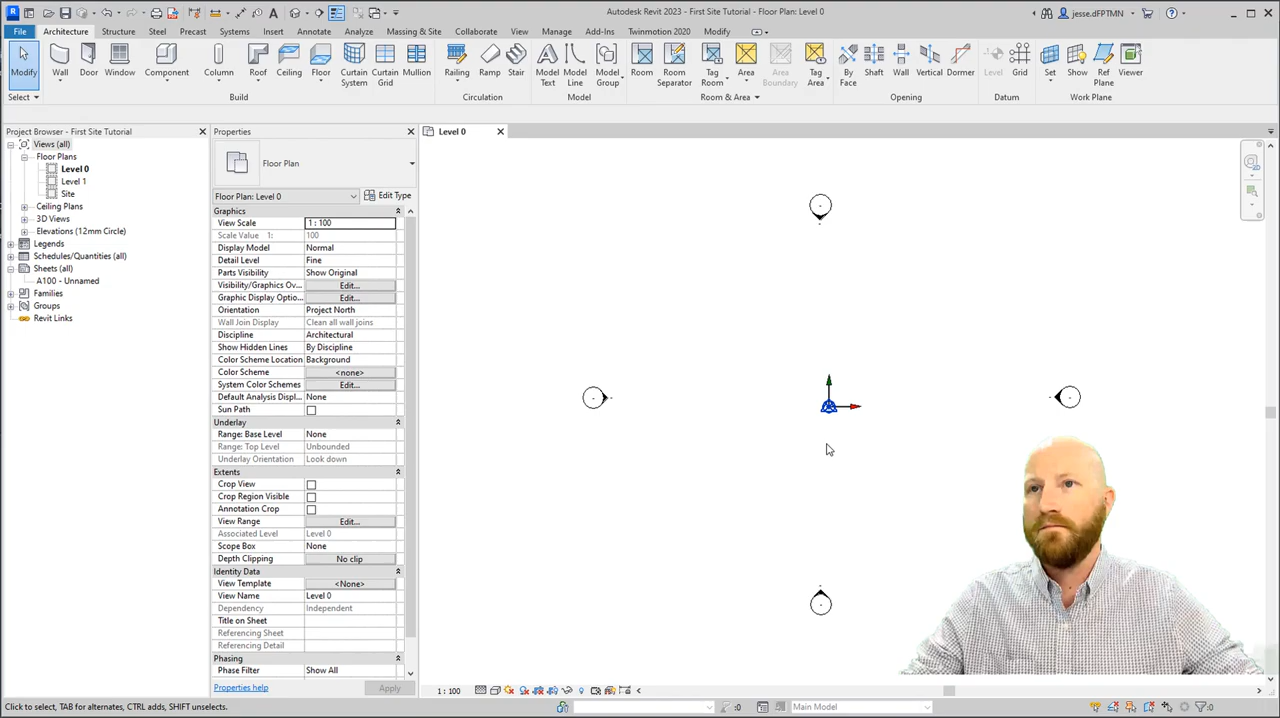 Autodesk Revit 2023 - First Site Tutorial - Floor Plan: Level 0
jesse.dFPTMN
File Architecture Structure Steel Precast Systems Insert Annotate Analyze Massing & Site Collaborate View Manage Add-Ins Twinmotion 2020 Modify
Modify Wall Door Window Component Column Roof Ceiling Floor Curtain System Curtain Grid Mullion Railing Ramp Stair Model Text Model Line Model Group Room Room Separator Tag Room Area Area Boundary Tag Area By Face Shaft Wall Vertical Dormer Level Grid Set Show Ref Plane Viewer
Select Build Circulation Model Room & Area Opening Datum Work Plane
Project Browser - First Site Tutorial
Views (all)
Floor Plans
Level 0
Level 1
Site
Ceiling Plans
3D Views
Elevations (12mm Circle)
Legends
Schedules/Quantities (all)
Sheets (all)
A100 - Unnamed
Families
Groups
Revit Links
Properties
Floor Plan
Floor Plan: Level 0 Edit Type
Graphics
View Scale 1 : 100
Scale Value 1: 100
Display Model Normal
Detail Level Fine
Parts Visibility Show Original
Visibility/Graphics Ov... Edit...
Graphic Display Optio... Edit...
Orientation Project North
Wall Join Display Clean all wall joins
Discipline Architectural
Show Hidden Lines By Discipline
Color Scheme Location Background
Color Scheme <none>
System Color Schemes Edit...
Default Analysis Displ... None
Sun Path
Underlay
Range: Base Level None
Range: Top Level Unbounded
Underlay Orientation Look down
Extents
Crop View
Crop Region Visible
Annotation Crop
View Range Edit...
Associated Level Level 0
Scope Box None
Depth Clipping No clip
Identity Data
View Template <None>
View Name Level 0
Dependency Independent
Title on Sheet
Referencing Sheet
Referencing Detail
Phasing
Phase Filter Show All
Properties help Apply
Level 0
1 : 100
Click to select, TAB for alternates, CTRL adds, SHIFT unselects.
:0
Main Model
:0